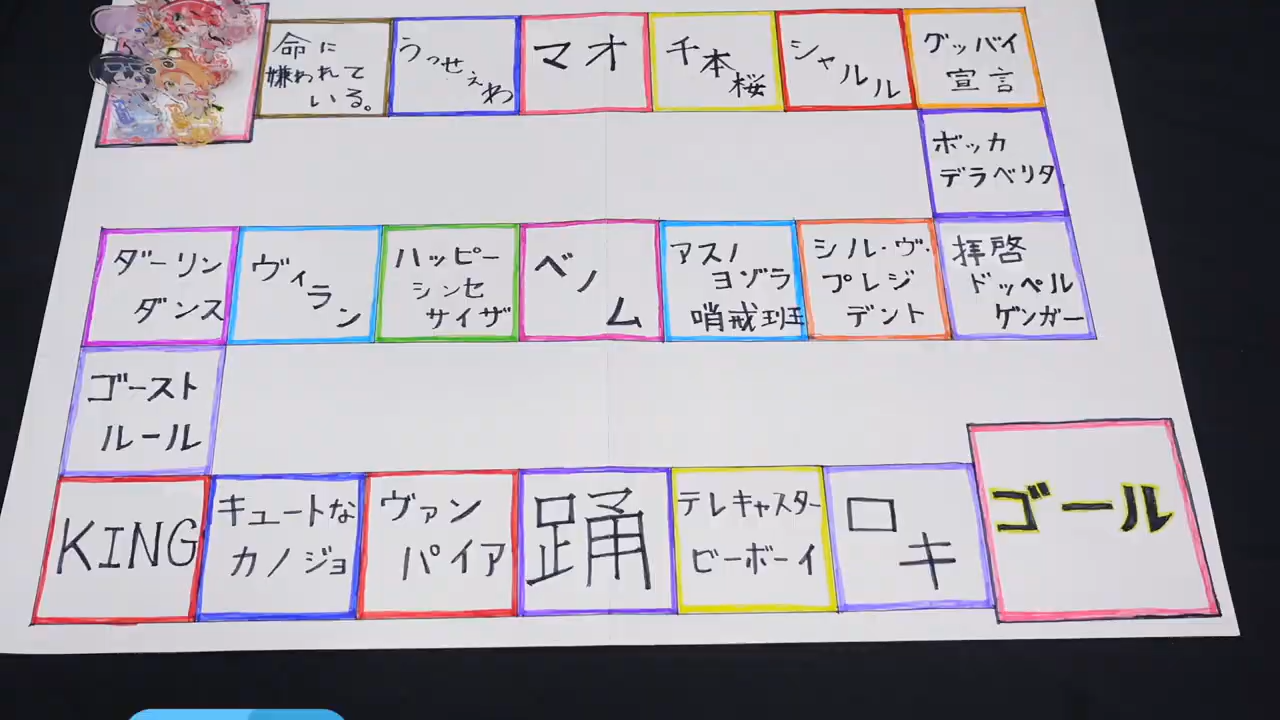 命に
嫌われて
いる。
うっせぇわ
マオ
千本桜
シャルル
グッバイ
宣言
ボッカ
デラベリタ
ダーリン
ダンス
ヴィラン
ハッピー
シンセ
サイザ
ベノム
アスノ
ヨゾラ
哨戒班
シル・ヴ・
プレジ
デント
拝啓
ドッペル
ゲンガー
ゴースト
ルール
KING
キュートな
カノジョ
ヴァン
パイア
踊
テレキャスター
ビーボーイ
ロキ
ゴール